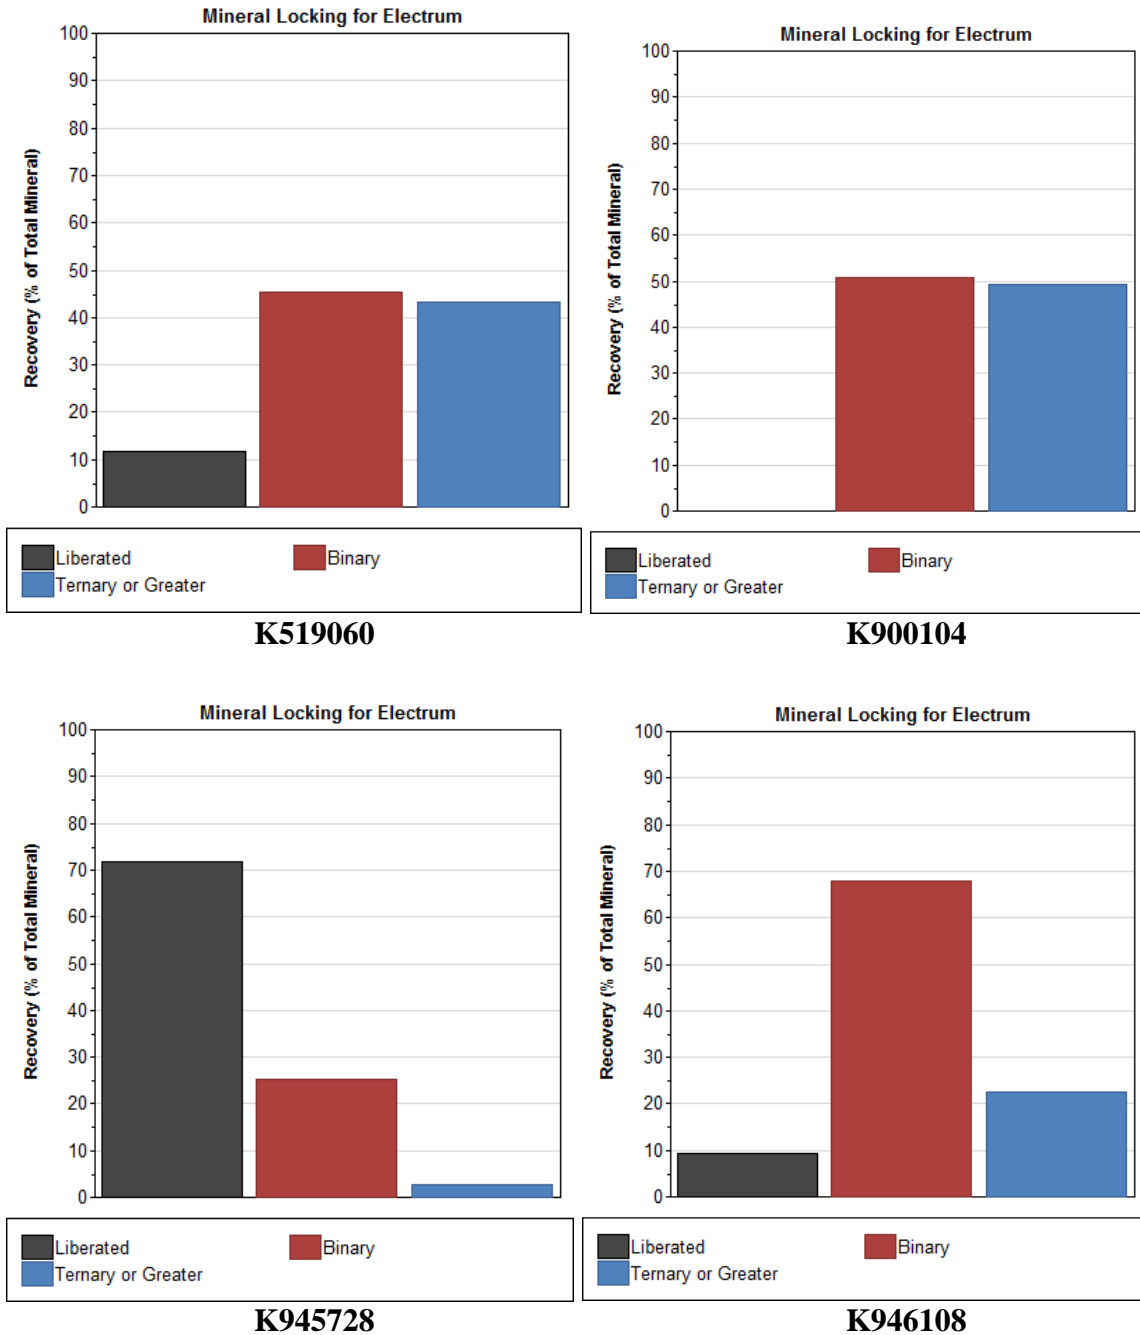 Mineral Locking for Electrum
Recovery (% of Total Mineral)
100
90
80
70
60
50
40
30
20
10
0
Liberated Binary
Ternary or Greater
K519060
Mineral Locking for Electrum
Recovery (% of Total Mineral)
100
90
80
70
60
50
40
30
20
10
0
Liberated Binary
Ternary or Greater
K900104
Mineral Locking for Electrum
Recovery (% of Total Mineral)
100
90
80
70
60
50
40
30
20
10
0
Liberated Binary
Ternary or Greater
K945728
Mineral Locking for Electrum
Recovery (% of Total Mineral)
100
90
80
70
60
50
40
30
20
10
0
Liberated Binary
Ternary or Greater
K946108